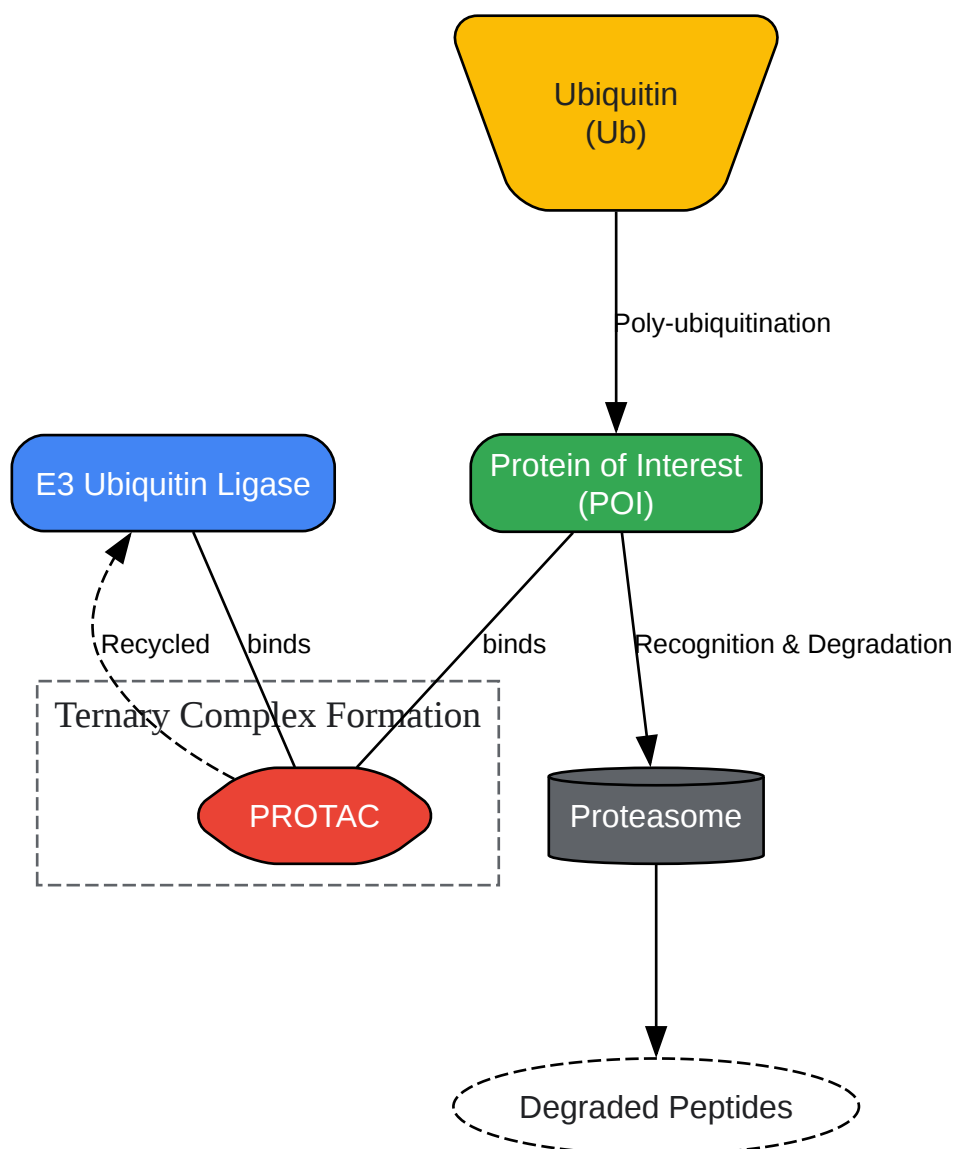 Ubiquitin
(Ub)
Poly-ubiquitination
E3 Ubiquitin Ligase
Protein of Interest
(POI)
Recycled
binds
binds
Recognition & Degradation
Ternary Complex Formation
PROTAC
Proteasome
Degraded Peptides